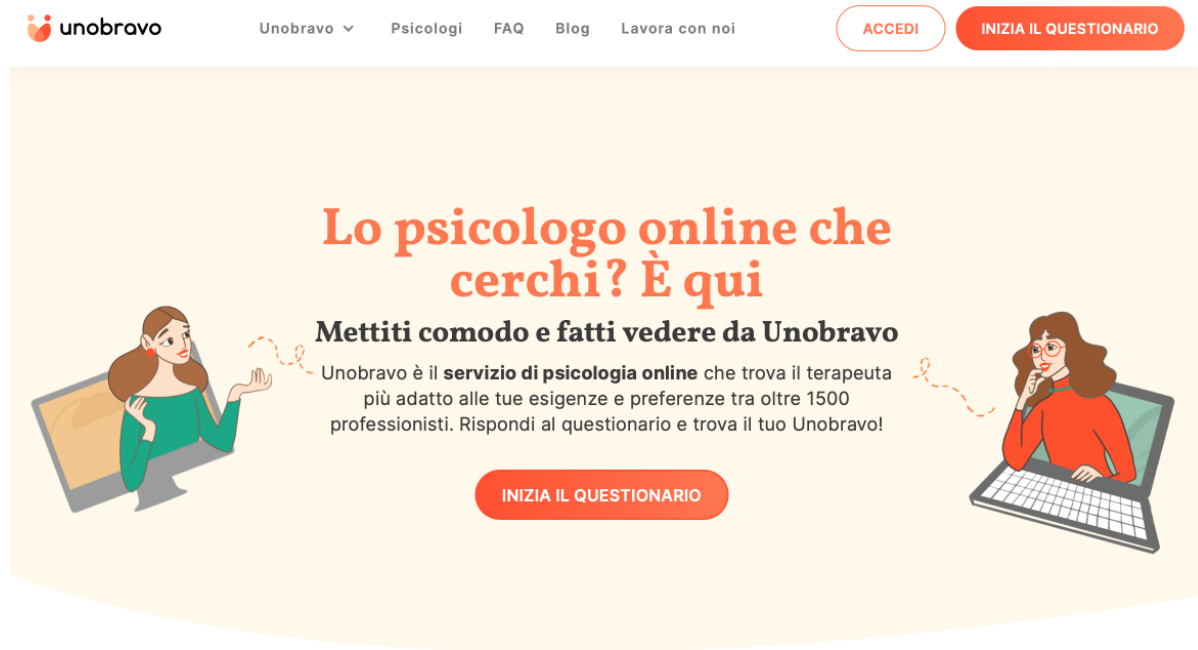 unobravo
Unobravo
Psicologi
FAQ
Blog
Lavora con noi
ACCEDI
INIZIA IL QUESTIONARIO
Lo psicologo online che
cerchi? È qui
Mettiti comodo e fatti vedere da Unobravo
Unobravo è il servizio di psicologia online che trova il terapeuta
più adatto alle tue esigenze e preferenze tra oltre 1500
professionisti. Rispondi al questionario e trova il tuo Unobravo!
INIZIA IL QUESTIONARIO